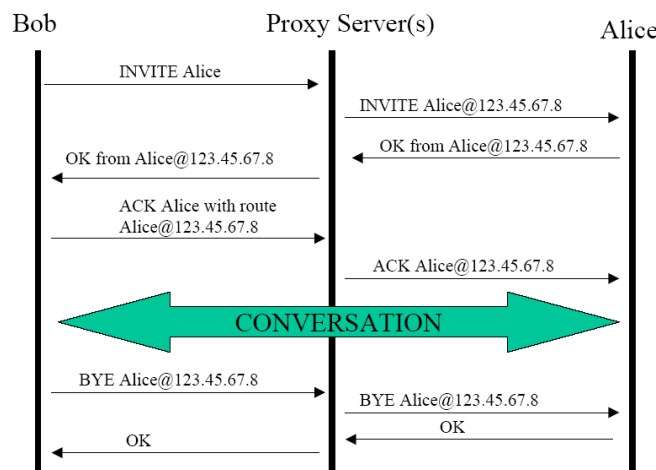 Bob
Proxy Server(s)
Alice
INVITE Alice
INVITE Alice@123.45.67.8
OK from Alice@123.45.67.8
OK from Alice@123.45.67.8
ACK Alice with route
Alice@123.45.67.8
ACK Alice@123.45.67.8
CONVERSATION
BYE Alice@123.45.67.8
BYE Alice@123.45.67.8
OK
OK